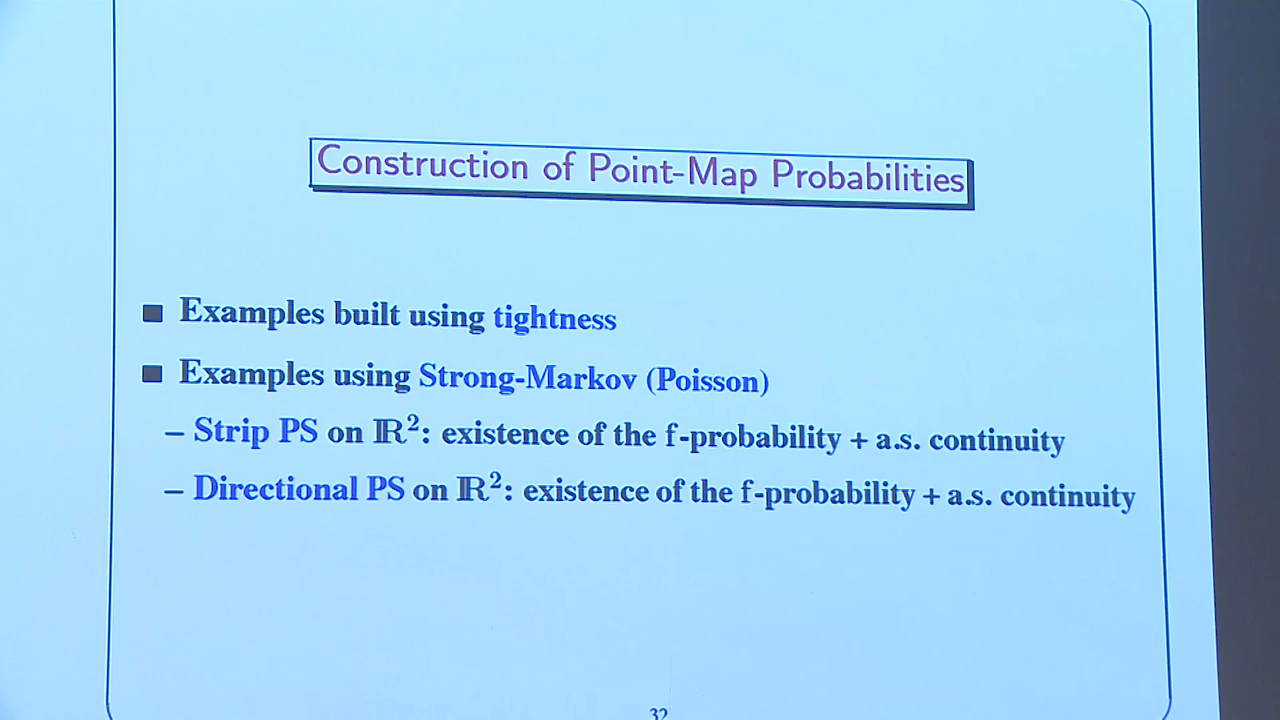 Construction of Point-Map Probabilities
■ Examples built using tightness
■ Examples using Strong-Markov (Poisson)
– Strip PS on ℝ²: existence of the f-probability + a.s. continuity
– Directional PS on ℝ²: existence of the f-probability + a.s. continuity
32